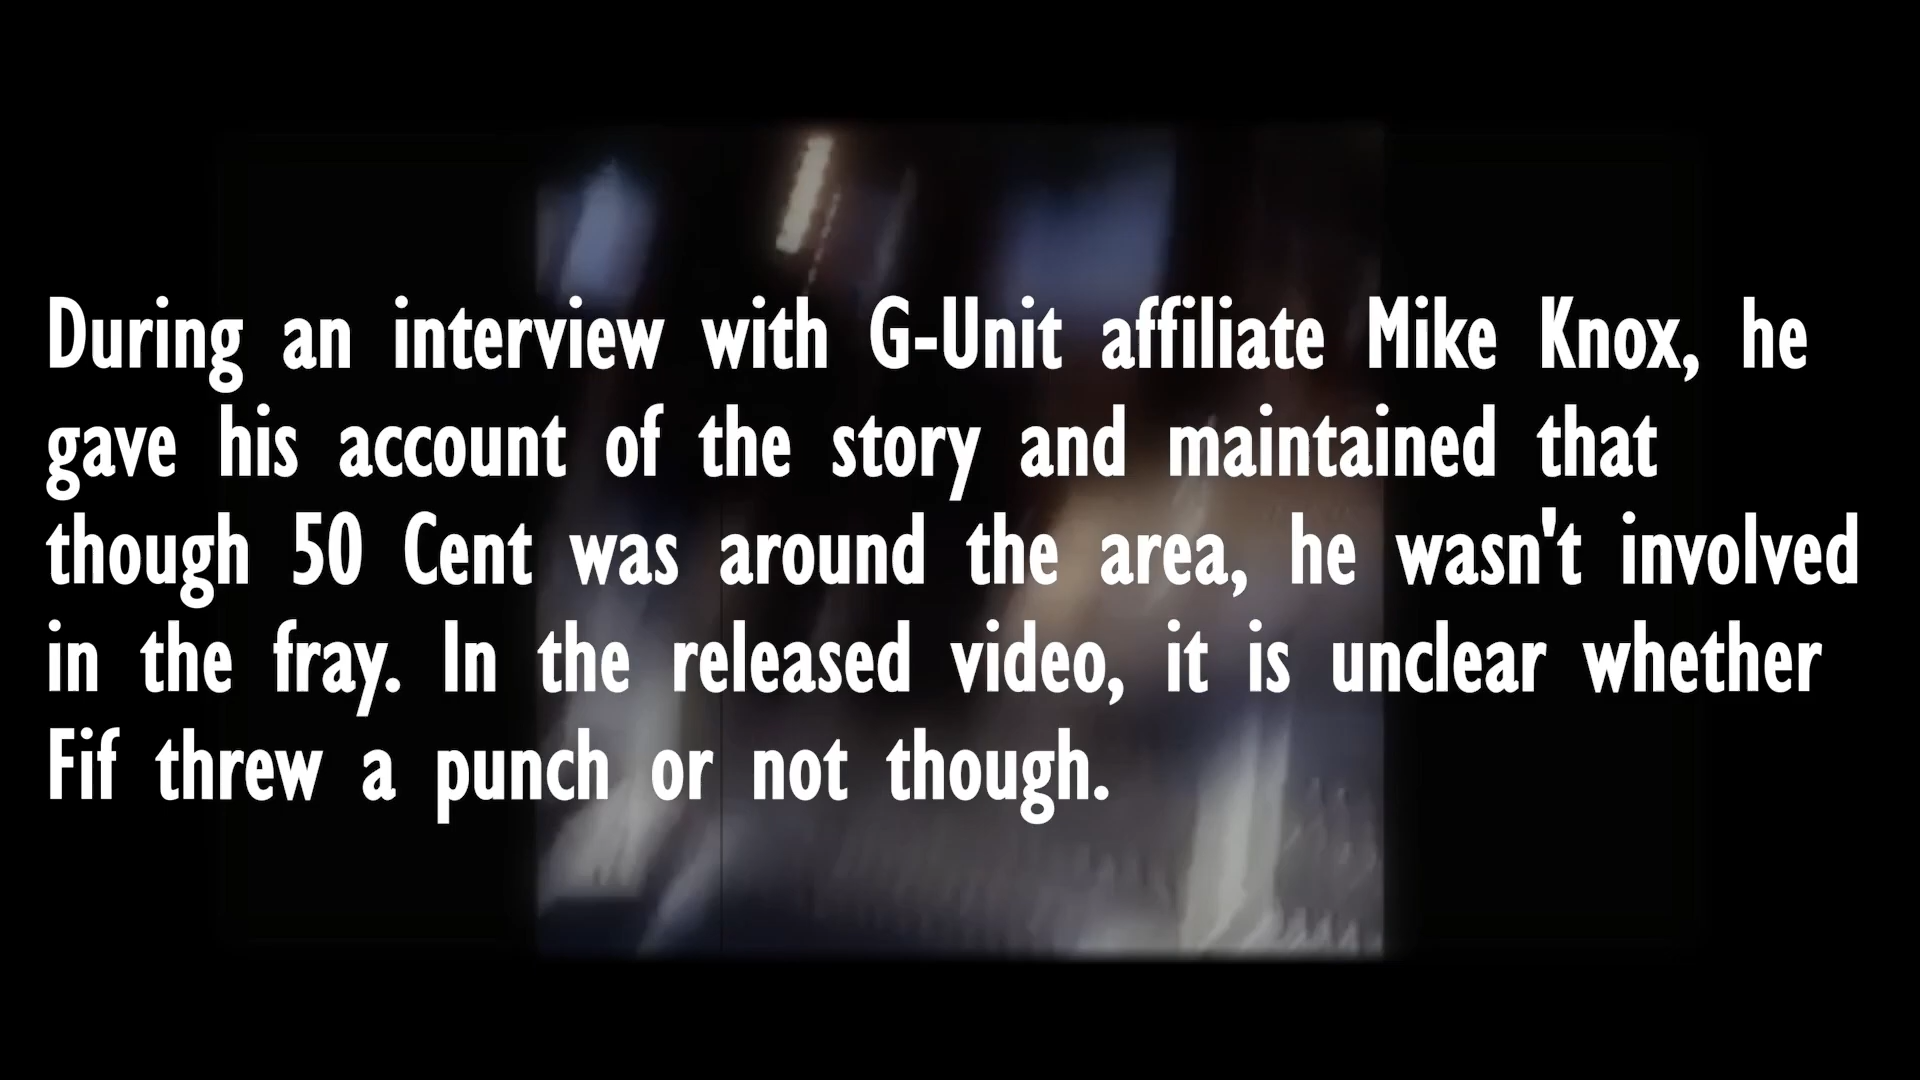 During an interview with G-Unit affiliate Mike Knox, he
gave his account of the story and maintained that
though 50 Cent was around the area, he wasn't involved
in the fray. In the released video, it is unclear whether
Fif threw a punch or not though.